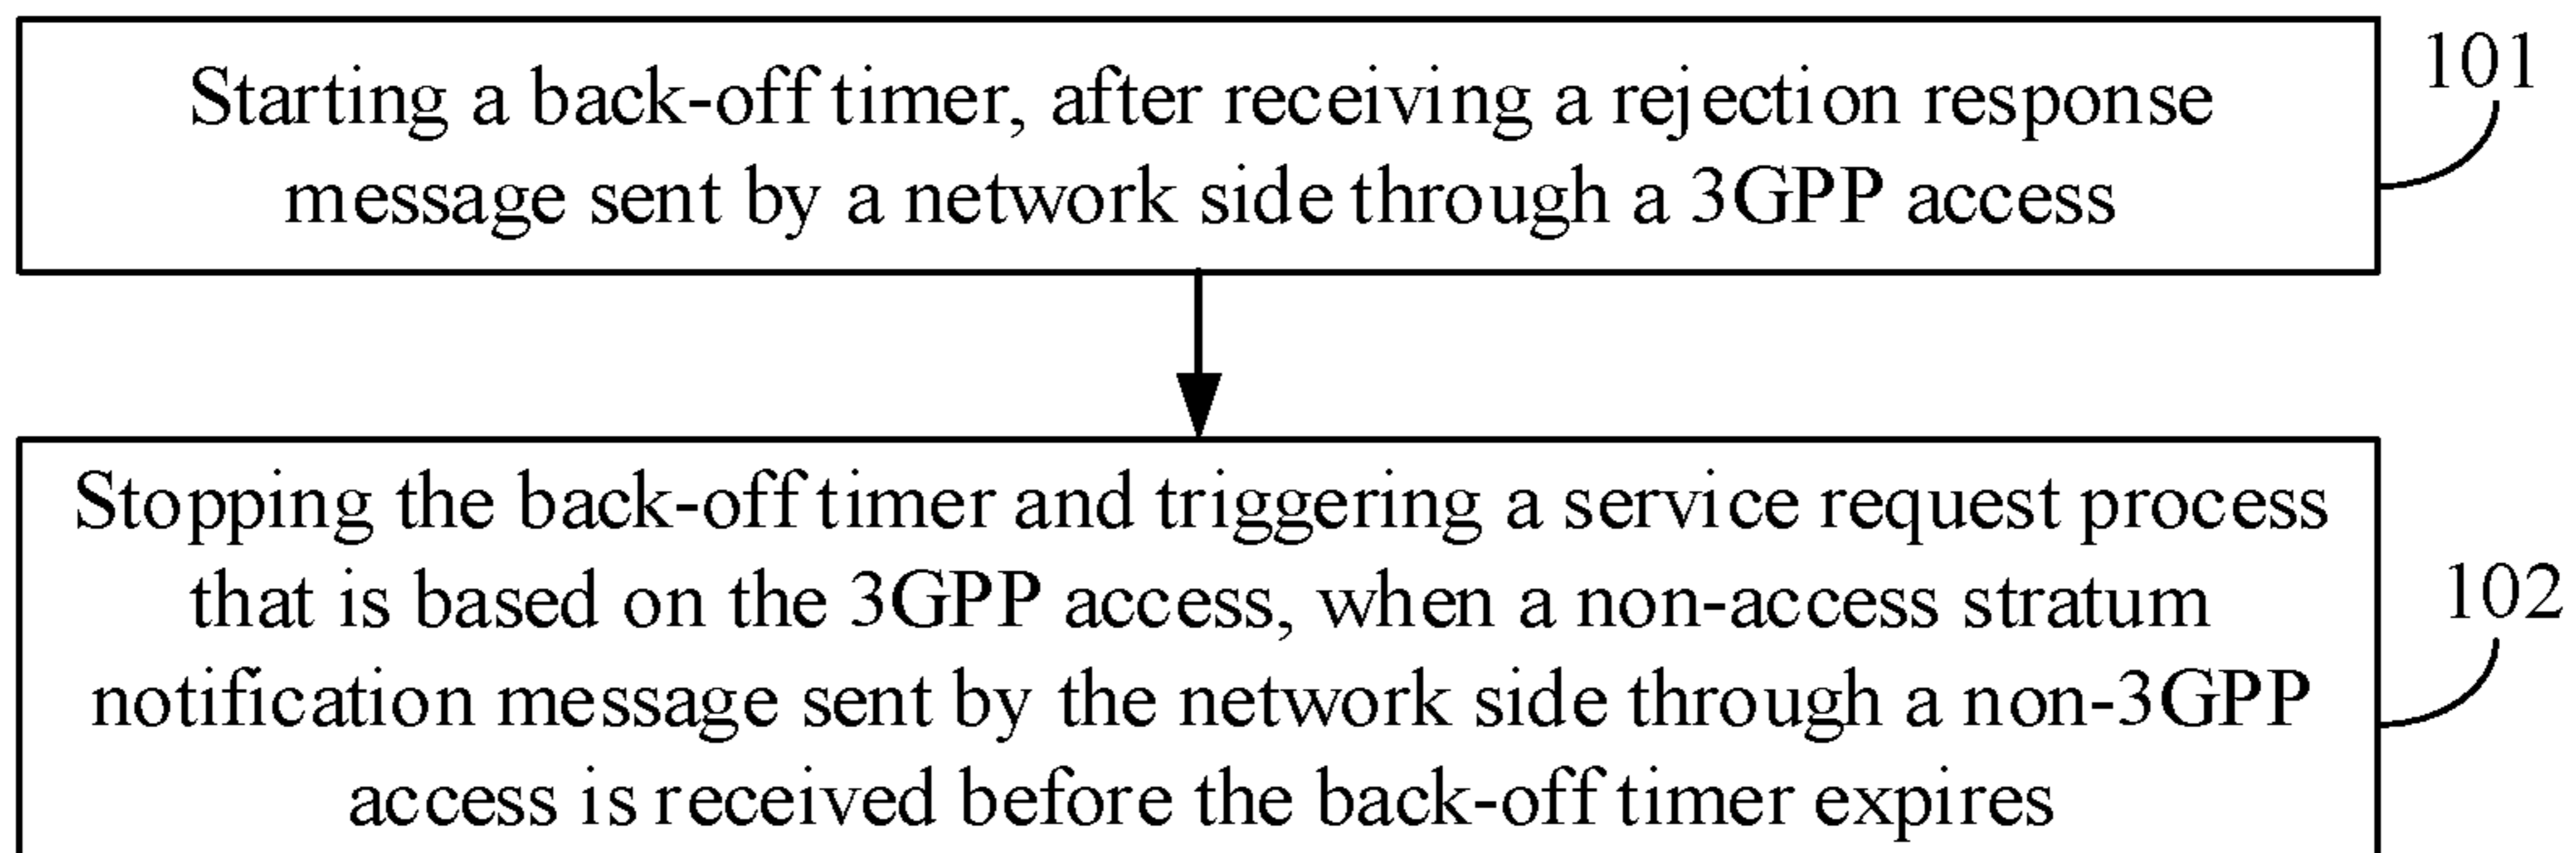 Starting a back-off timer, after receiving a rejection response
message sent by a network side through a 3GPP access
101
Stopping the back-off timer and triggering a service request process
that is based on the 3GPP access, when a non-access stratum
notification message sent by the network side through a non-3GPP
access is received before the back-off timer expires
102